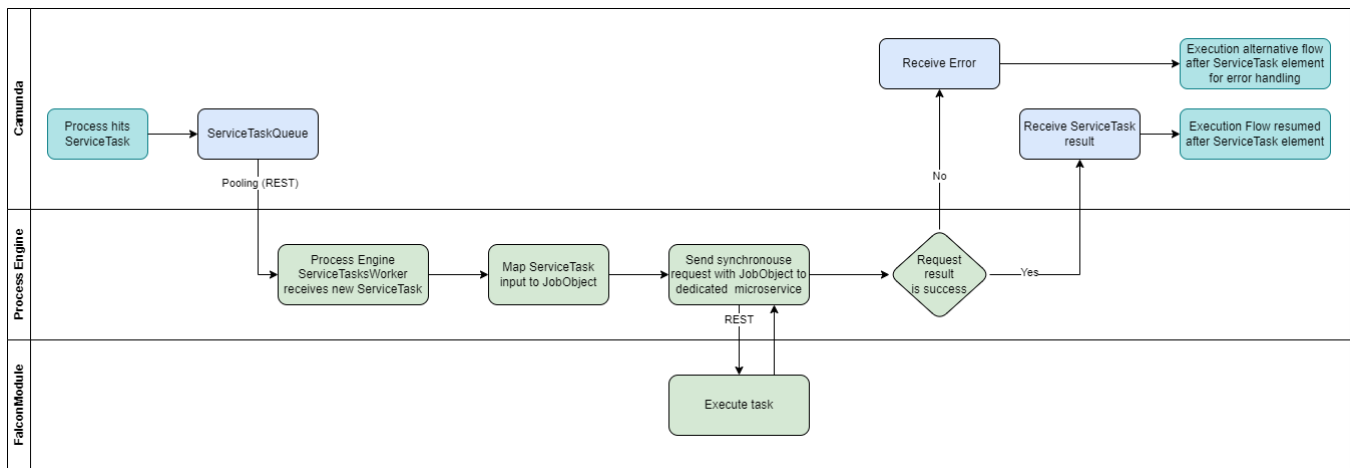 Camunda
Process hits
ServiceTask
ServiceTaskQueue
Pooling (REST)
Receive Error
Execution alternative flow
after ServiceTask element
for error handling
Receive ServiceTask
result
Execution Flow resumed
after ServiceTask element
No
Process Engine
Process Engine
ServiceTasksWorker
receives new ServiceTask
Map ServiceTask
input to JobObject
Send synchronouse
request with JobObject to
dedicated microservice
Request
result
is success
Yes
REST
FalconModule
Execute task